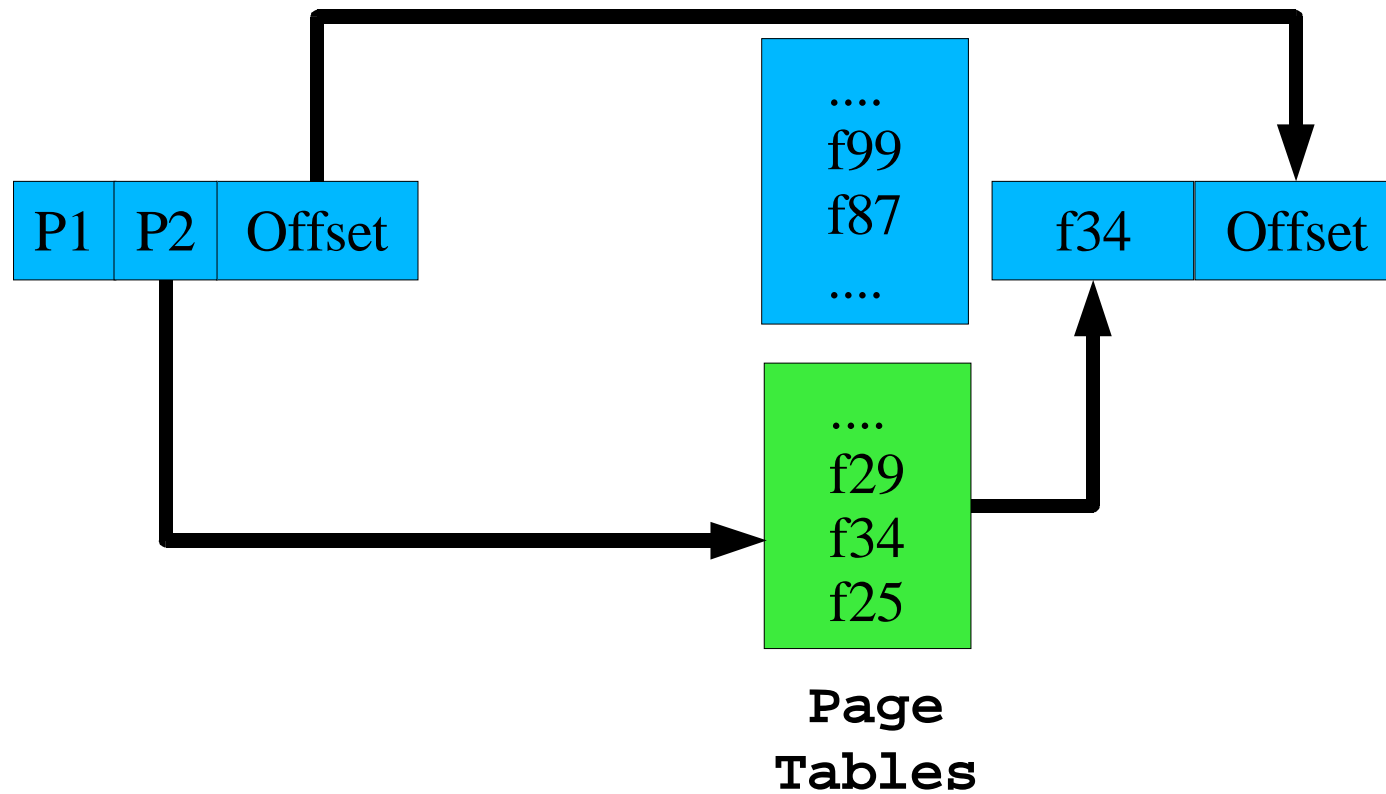 P1 P2 Offset
....
f99
f87
....
f34 Offset
....
f29
f34
f25
Page
Tables